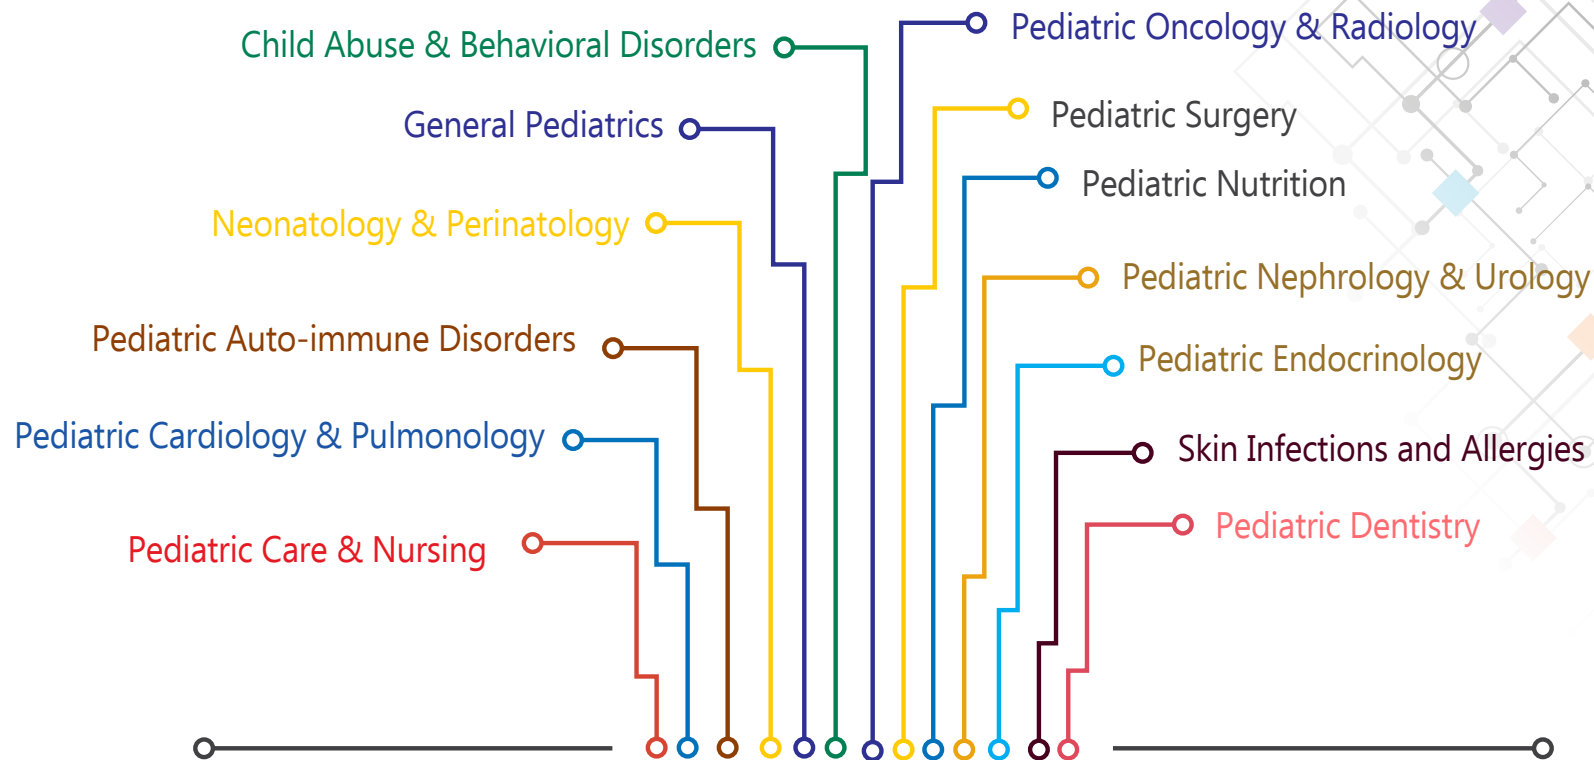 Child Abuse & Behavioral Disorders
General Pediatrics
Neonatology & Perinatology
Pediatric Auto-immune Disorders
Pediatric Cardiology & Pulmonology
Pediatric Care & Nursing
Pediatric Oncology & Radiology
Pediatric Surgery
Pediatric Nutrition
Pediatric Nephrology & Urology
Pediatric Endocrinology
Skin Infections and Allergies
Pediatric Dentistry